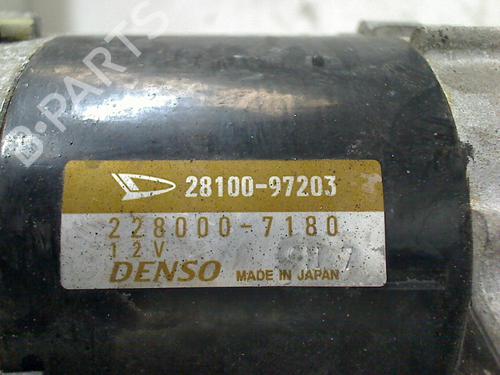 B-PARTS
28100-97203
228000-7180
12V
DENSO MADE IN JAPAN